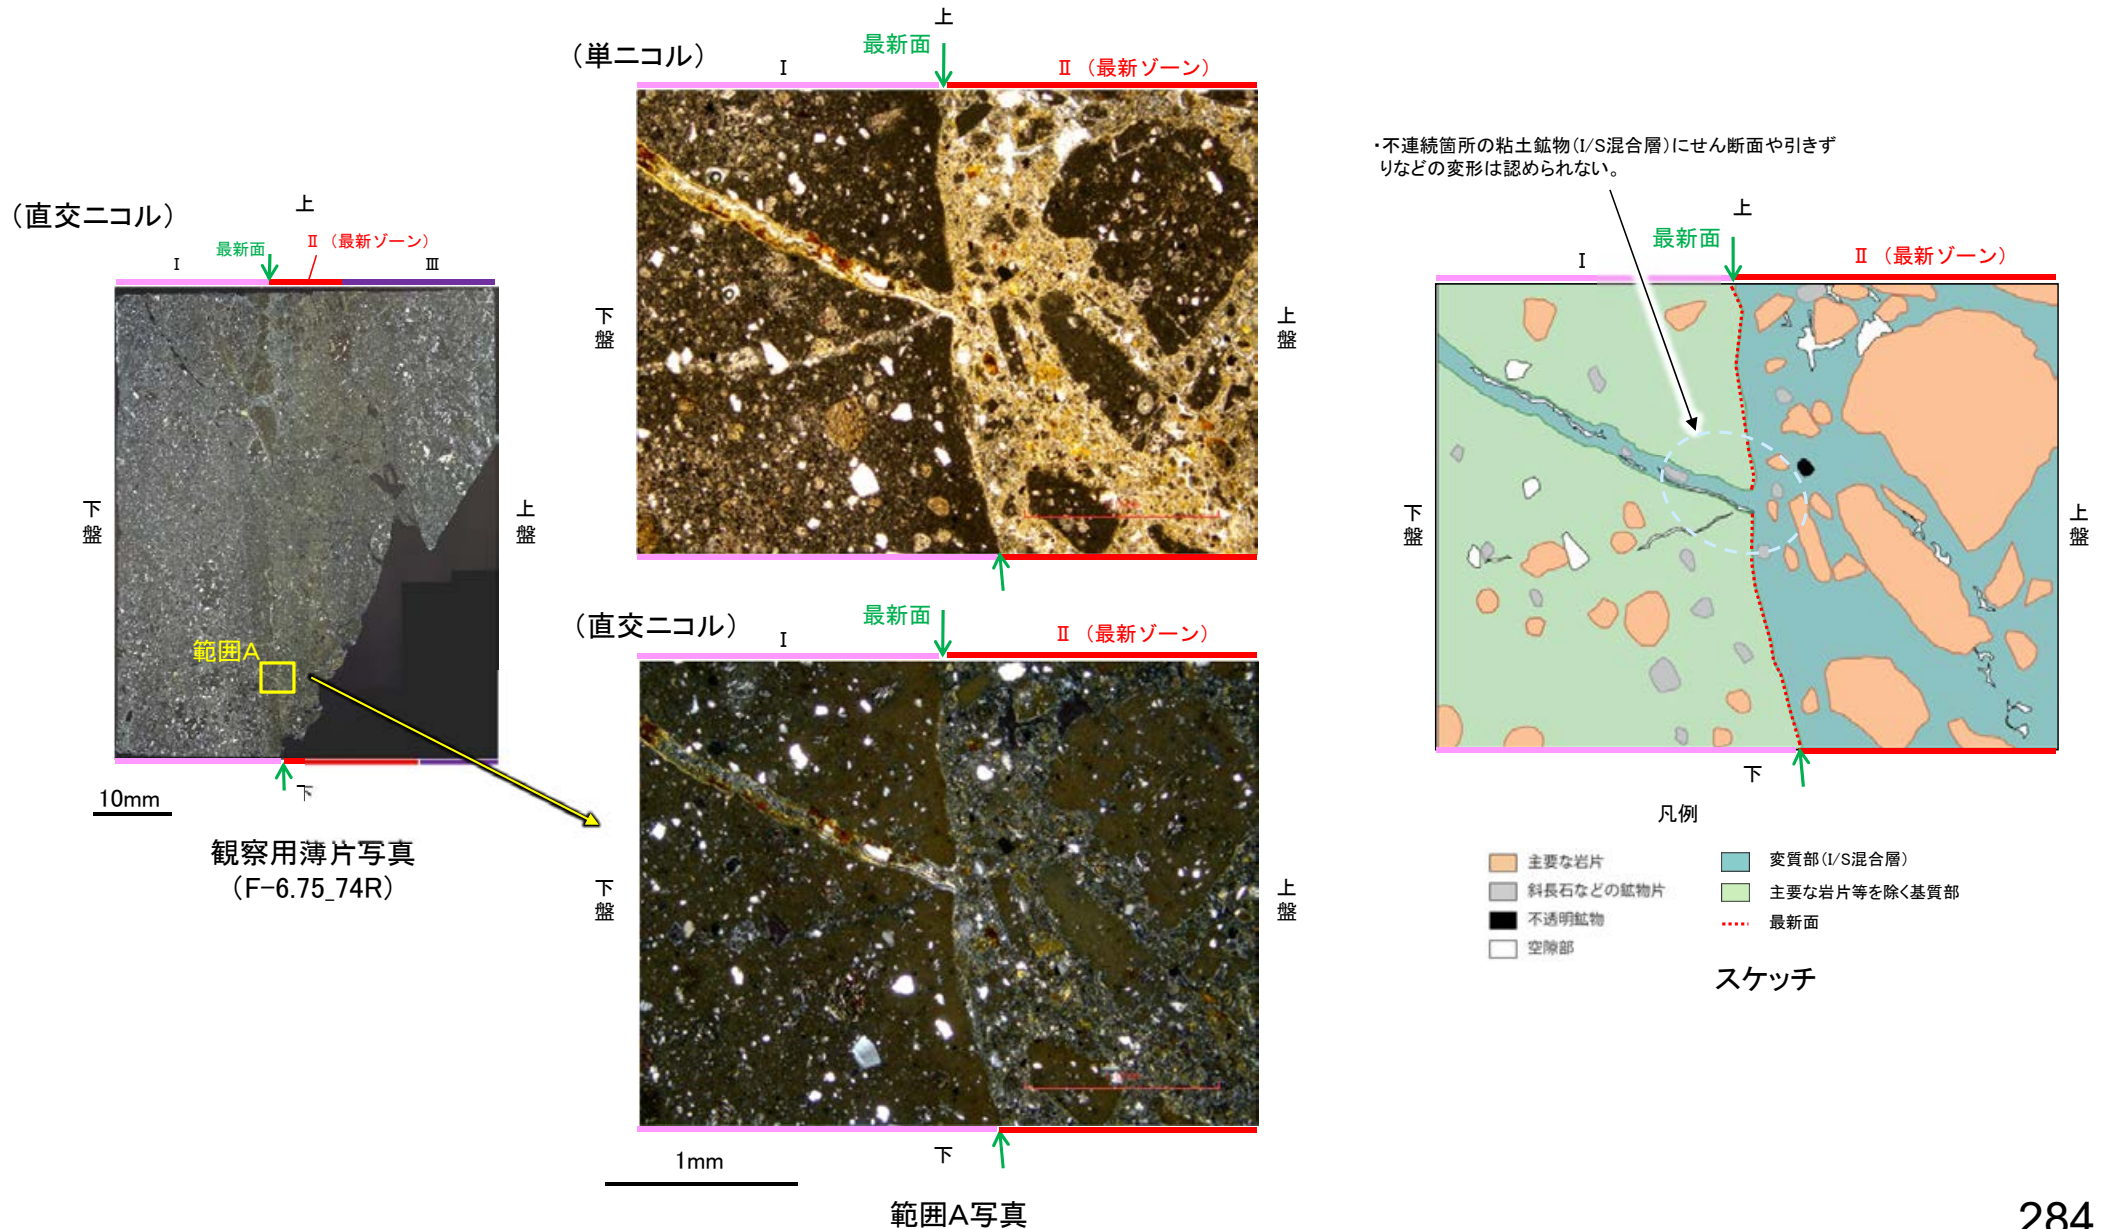 (直交ニコル)
上
最新面
Ⅱ (最新ゾーン)
Ⅰ
Ⅲ
下盤
上盤
範囲A
下
10mm
観察用薄片写真
(F-6.75_74R)
(単ニコル)
上
最新面
Ⅰ
Ⅱ (最新ゾーン)
下盤
上盤
(直交ニコル)
最新面
Ⅰ
Ⅱ (最新ゾーン)
下盤
上盤
下
1mm
範囲A写真
・不連続箇所の粘土鉱物(I/S混合層)にせん断面や引きず
りなどの変形は認められない。
上
最新面
Ⅰ
Ⅱ (最新ゾーン)
下盤
上盤
下
凡例
主要な岩片
斜長石などの鉱物片
不透明鉱物
空隙部
変質部(I/S混合層)
主要な岩片等を除く基質部
最新面
スケッチ
284